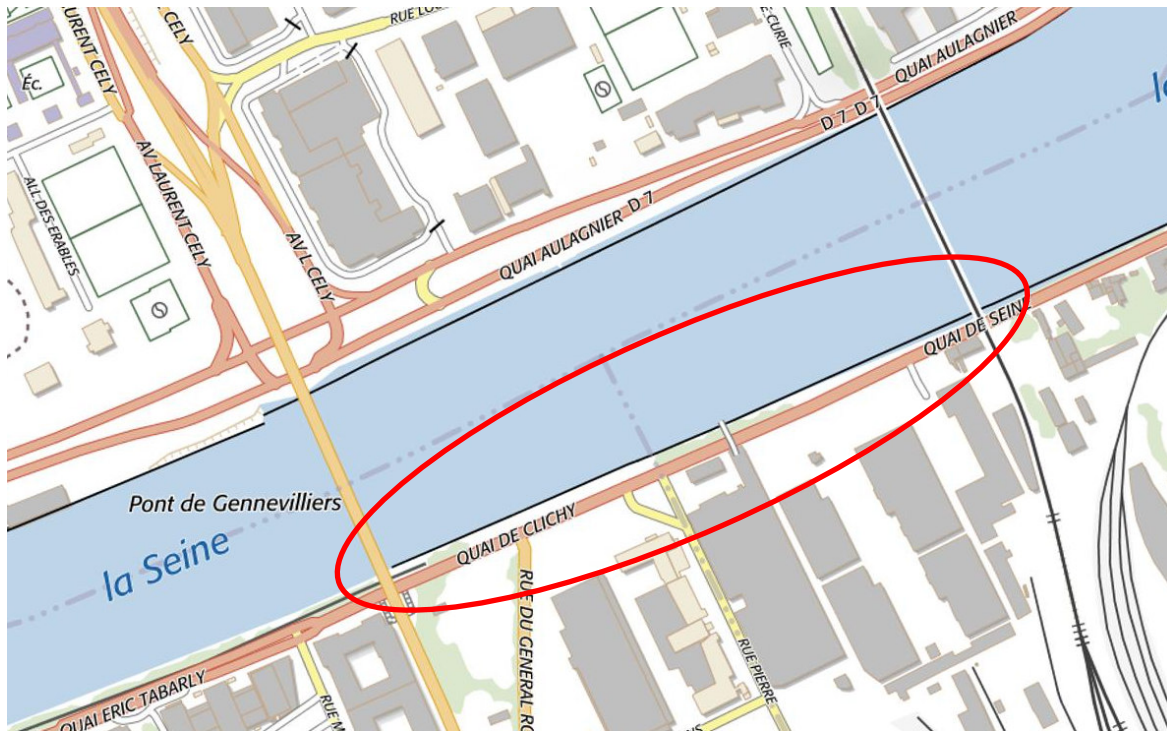 LAURENT CELY
CELY
RUE LOU
R-CURIE
QUAI AULAGNIER
Éc.
la
D 7 D 7
AV LAURENT CELY
ALL. DES ERABLES
AV L CELY
QUAI AULAGNIER D 7
QUAI DE SEINE
Pont de Gennevilliers
la Seine
QUAI DE CLICHY
RUE DU GENERAL RO
RUE PIERRE
QUAI ERIC TABARLY
RUE M
NS